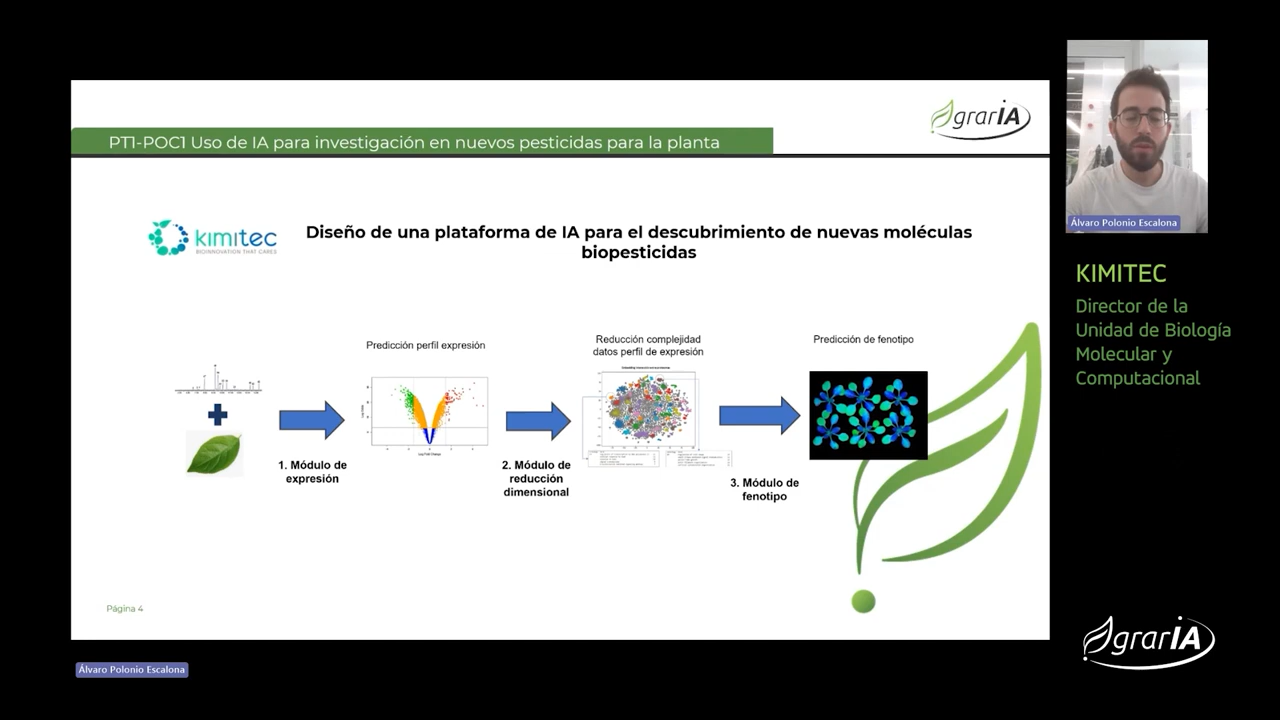 PT1-POC1 Uso de IA para investigación en nuevos pesticidas para la planta
grarIA
kimitec
BIOINNOVATION THAT CARES
Diseño de una plataforma de IA para el descubrimiento de nuevas moléculas
biopesticidas
Predicción perfil expresión
Reducción complejidad
datos perfil de expresión
Predicción de fenotipo
1. Módulo de
expresión
2. Módulo de
reducción
dimensional
3. Módulo de
fenotipo
Página 4
Álvaro Polonio Escalona
Álvaro Polonio Escalona
KIMITEC
Director de la
Unidad de Biología
Molecular y
Computacional
grarIA